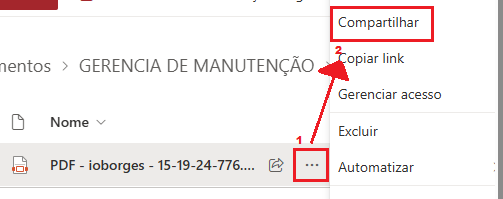 Compartilhar
2
Copiar link
mentos > GERENCIA DE MANUTENÇÃO
Gerenciar acesso
Nome
Excluir
1
PDF - ioborges - 15-19-24-776....
...
Automatizar